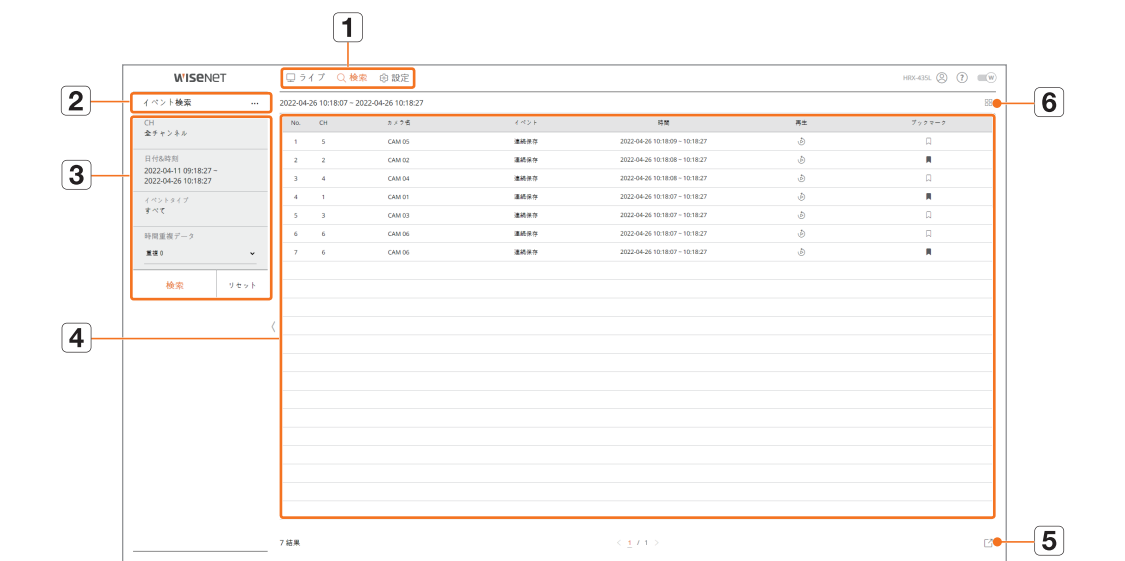 1
WISENET
ライブ 検索 設定
HRX-435L ? W
2
イベント検索 ...
2022-04-26 10:18:07 ~ 2022-04-26 10:18:27
6
CH
全チャンネル
No. CH カメラ名 イベント 時間 再生 ブックマーク
1 5 CAM 05 連続保存 2022-04-26 10:18:09 ~ 10:18:27
日付&時刻
2 2 CAM 02 連続保存 2022-04-26 10:18:08 ~ 10:18:27
3
2022-04-11 09:18:27 ~
2022-04-26 10:18:27
3 4 CAM 04 連続保存 2022-04-26 10:18:08 ~ 10:18:27
イベントタイプ
すべて
4 1 CAM 01 連続保存 2022-04-26 10:18:07 ~ 10:18:27
5 3 CAM 03 連続保存 2022-04-26 10:18:07 ~ 10:18:27
時間重複データ
6 6 CAM 06 連続保存 2022-04-26 10:18:07 ~ 10:18:27
重複 0
7 6 CAM 06 連続保存 2022-04-26 10:18:07 ~ 10:18:27
検索 リセット
4
7 結果
< 1 / 1 >
5